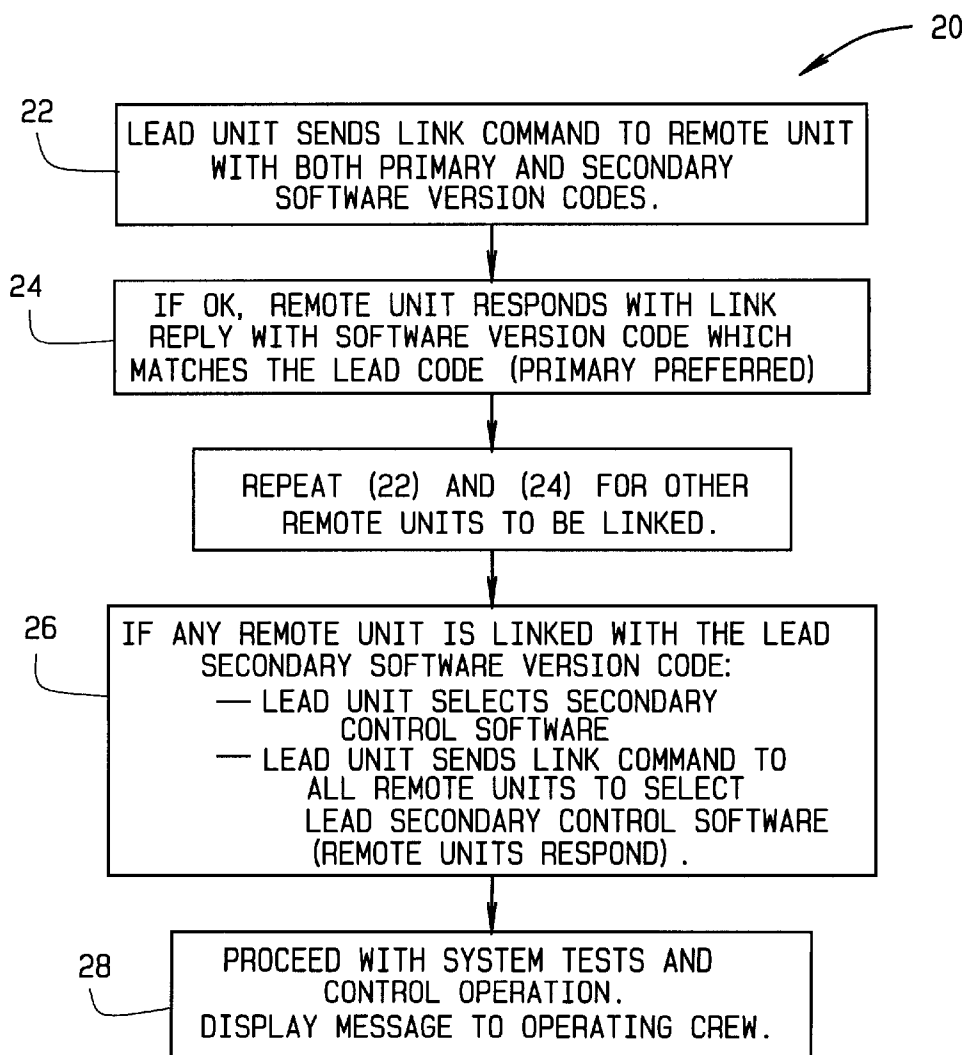 20
22
LEAD UNIT SENDS LINK COMMAND TO REMOTE UNIT
WITH BOTH PRIMARY AND SECONDARY
SOFTWARE VERSION CODES.
24
IF OK, REMOTE UNIT RESPONDS WITH LINK
REPLY WITH SOFTWARE VERSION CODE WHICH
MATCHES THE LEAD CODE (PRIMARY PREFERRED)
REPEAT (22) AND (24) FOR OTHER
REMOTE UNITS TO BE LINKED.
26
IF ANY REMOTE UNIT IS LINKED WITH THE LEAD
SECONDARY SOFTWARE VERSION CODE:
— LEAD UNIT SELECTS SECONDARY
CONTROL SOFTWARE
— LEAD UNIT SENDS LINK COMMAND TO
ALL REMOTE UNITS TO SELECT
LEAD SECONDARY CONTROL SOFTWARE
(REMOTE UNITS RESPOND).
28
PROCEED WITH SYSTEM TESTS AND
CONTROL OPERATION.
DISPLAY MESSAGE TO OPERATING CREW.